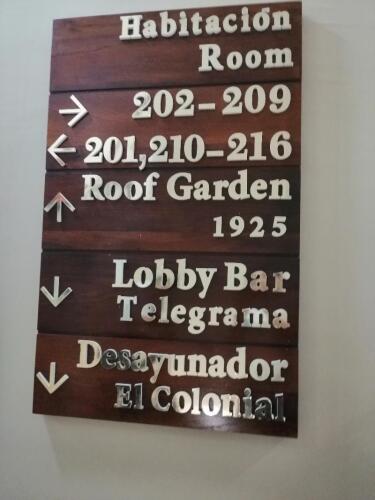 Habitación
Room
→ 202-209
← 201,210-216
↑ Roof Garden
1925
↓ Lobby Bar
Telegrama
↓ Desayunador
El Colonial